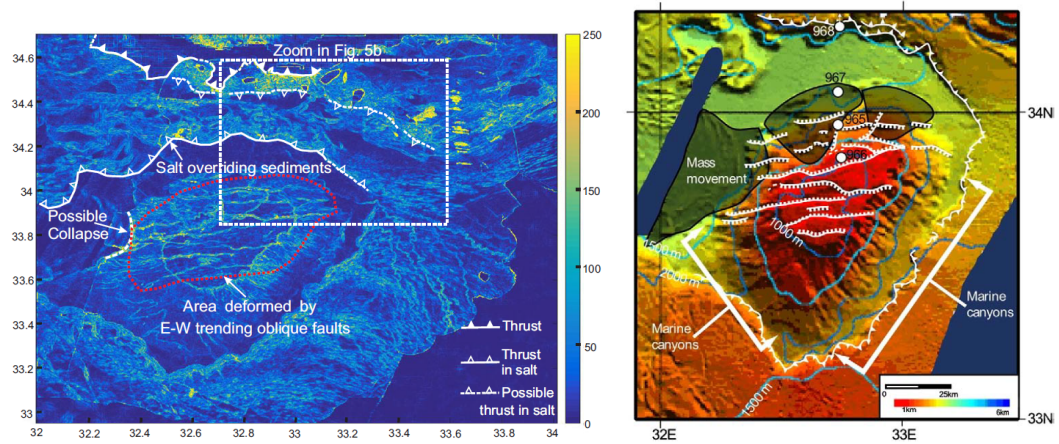 Zoom in Fig. 5b
Salt overriding sediments
Possible
Collapse
Area deformed by
E-W trending oblique faults
Thrust
Thrust
in salt
Possible
thrust in salt
34.6
34.4
34.2
34
33.8
33.6
33.4
33.2
33
32
32.2
32.4
32.6
32.8
33
33.2
33.4
33.6
33.8
34
250
200
150
100
50
0
968
967
965
966
34N
Mass
movement
1500 m
2000 m
1000 m
Marine
canyons
Marine
canyons
1500 m
25km
1km
6km
33N
32E
33E